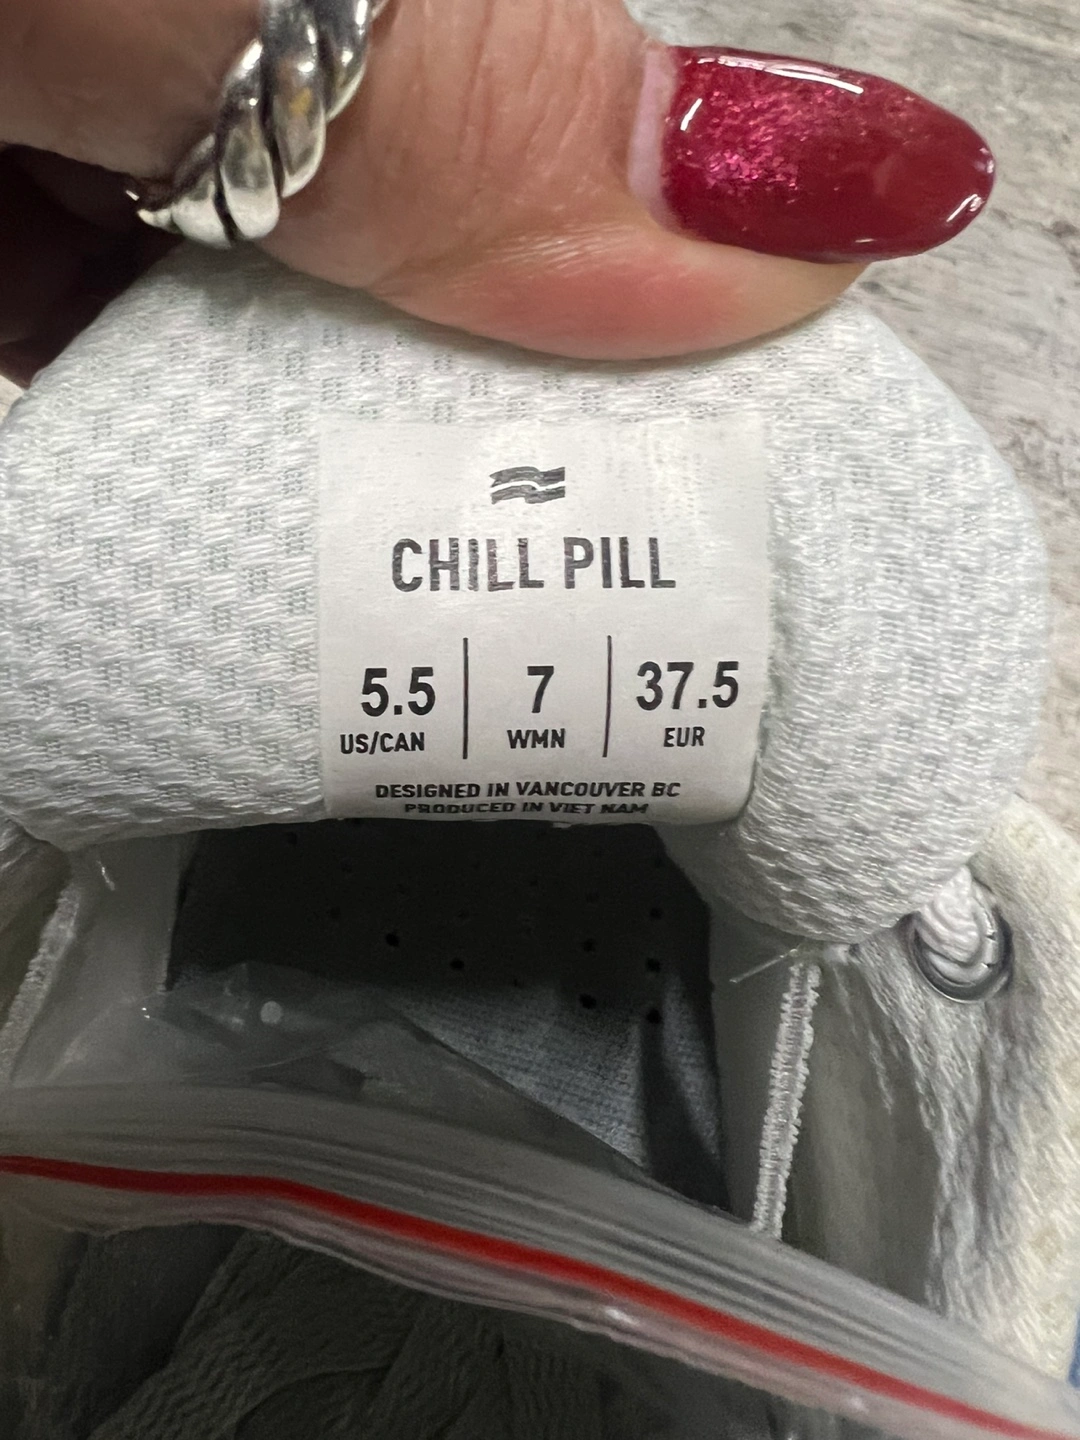 CHILL PILL
5.5 | 7 | 37.5
US/CAN WMN EUR
DESIGNED IN VANCOUVER BC
PRODUCED IN VIET NAM